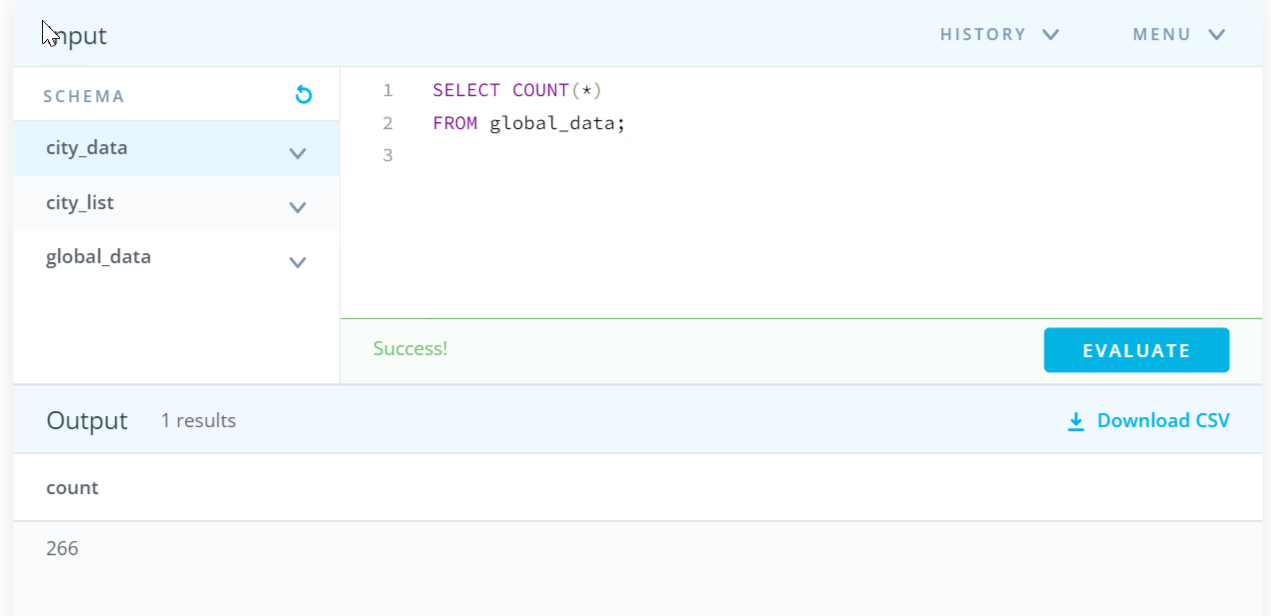 Input
HISTORY MENU
SCHEMA
city_data
city_list
global_data
1 SELECT COUNT(*)
2 FROM global_data;
3
Success!
EVALUATE
Output 1 results
Download CSV
count
266